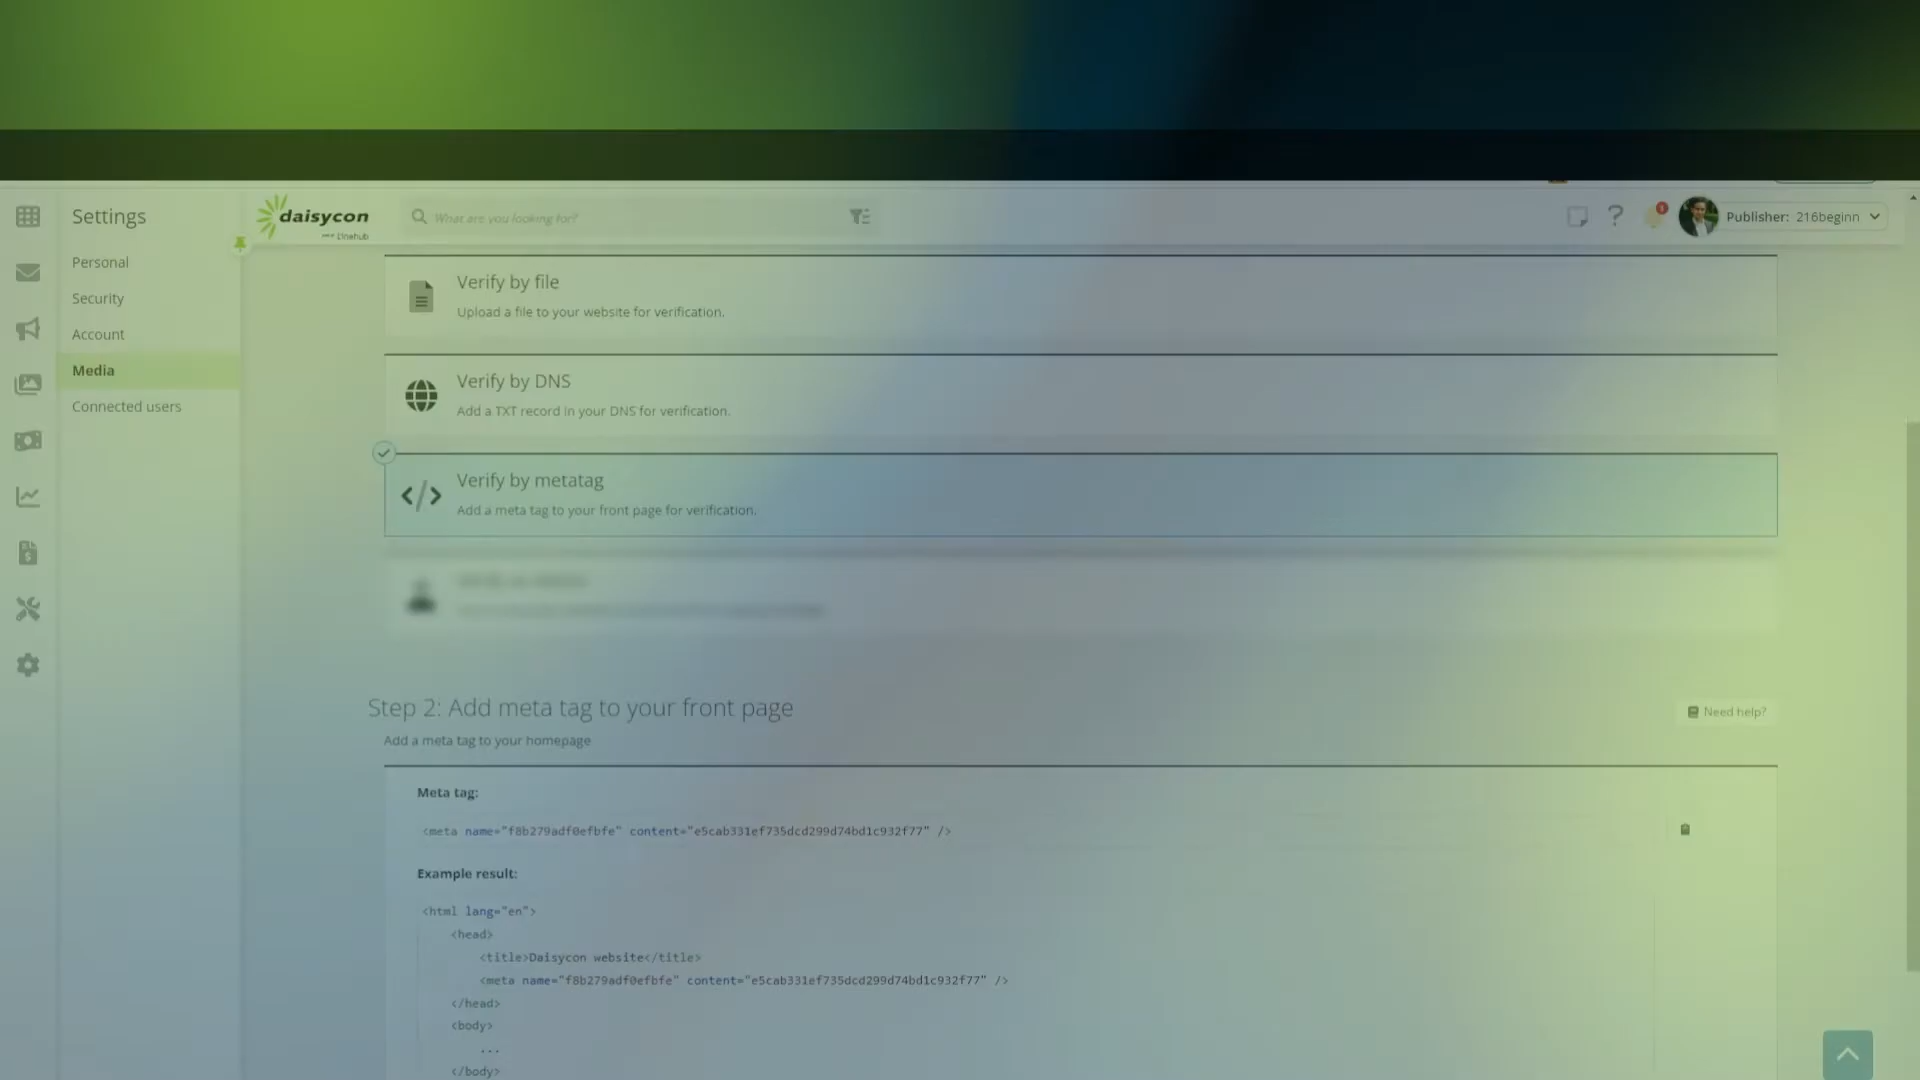 Settings
Personal
Security
Account
Media
Connected users
daisycon
What are you looking for?
1
Publisher: 216beginn
Verify by file
Upload a file to your website for verification.
Verify by DNS
Add a TXT record in your DNS for verification.
Verify by metatag
Add a meta tag to your front page for verification.
Step 2: Add meta tag to your front page
Need help?
Add a meta tag to your homepage
Meta tag:
<meta name="f8b279adf0efbfe" content="e5cab331ef735dcd299d74bd1c932f77" />
Example result:
<html lang="en">
<head>
<title>Daisycon website</title>
<meta name="f8b279adf0efbfe" content="e5cab331ef735dcd299d74bd1c932f77" />
</head>
<body>
...
</body>